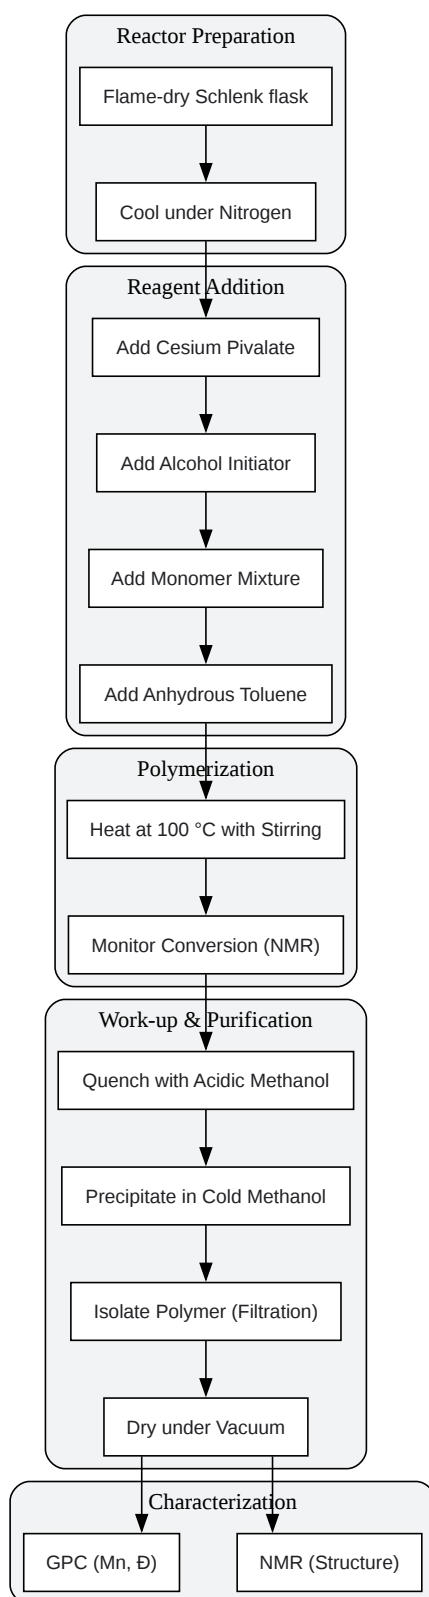 Reactor Preparation
Flame-dry Schlenk flask
Cool under Nitrogen
Reagent Addition
Add Cesium Pivalate
Add Alcohol Initiator
Add Monomer Mixture
Add Anhydrous Toluene
Polymerization
Heat at 100 °C with Stirring
Monitor Conversion (NMR)
Work-up & Purification
Quench with Acidic Methanol
Precipitate in Cold Methanol
Isolate Polymer (Filtration)
Dry under Vacuum
Characterization
GPC (Mn, Đ)
NMR (Structure)